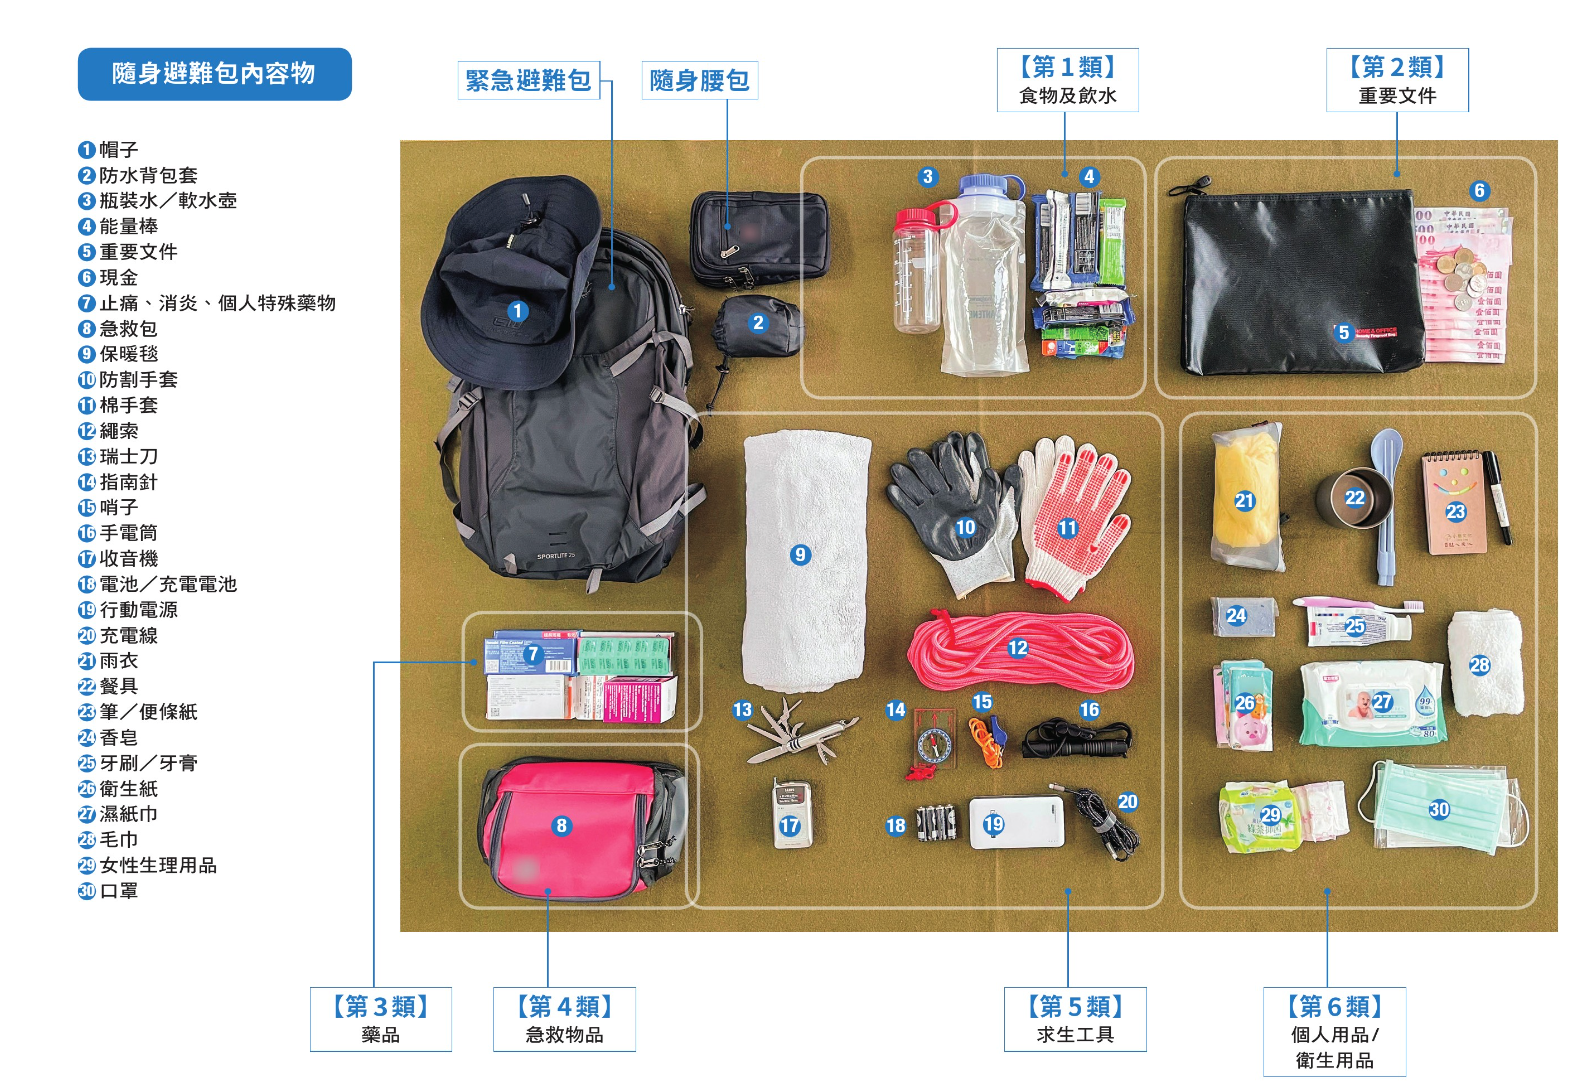 隨身避難包內容物
1 帽子
2 防水背包套
3 瓶裝水／軟水壺
4 能量棒
5 重要文件
6 現金
7 止痛、消炎、個人特殊藥物
8 急救包
9 保暖毯
10 防割手套
11 棉手套
12 繩索
13 瑞士刀
14 指南針
15 哨子
16 手電筒
17 收音機
18 電池／充電電池
19 行動電源
20 充電線
21 雨衣
22 餐具
23 筆／便條紙
24 香皂
25 牙刷／牙膏
26 衛生紙
27 濕紙巾
28 毛巾
29 女性生理用品
30 口罩
緊急避難包
隨身腰包
【第1類】
食物及飲水
【第2類】
重要文件
3
4
6
中華民國
1
2
5
SPORTLITE 25
10
11
9
21
22
23
7
12
24
25
28
13
14
15
16
26
27
99%
80
8
17
18
19
20
29
30
【第3類】
藥品
【第4類】
急救物品
【第5類】
求生工具
【第6類】
個人用品/
衛生用品